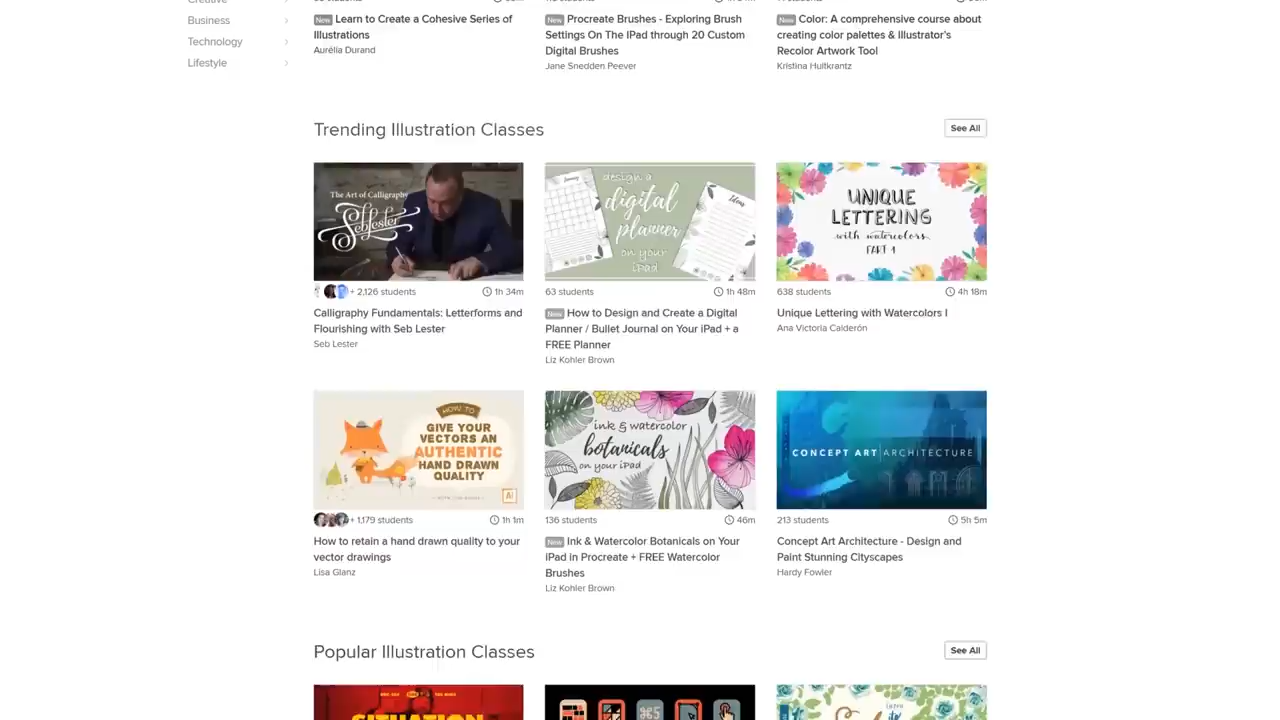 Business
Technology
Lifestyle
New Learn to Create a Cohesive Series of
Illustrations
Aurélia Durand
New Procreate Brushes - Exploring Brush
Settings On The IPad through 20 Custom
Digital Brushes
Jane Snedden Peever
New Color: A comprehensive course about
creating color palettes & Illustrator's
Recolor Artwork Tool
Kristina Hultkrantz
Trending Illustration Classes
See All
The Art of Calligraphy
Seb Lester
+ 2,126 students
1h 34m
Calligraphy Fundamentals: Letterforms and
Flourishing with Seb Lester
Seb Lester
design a
digital
planner
on your
iPad
January
Ideas
63 students
1h 48m
New How to Design and Create a Digital
Planner / Bullet Journal on Your iPad + a
FREE Planner
Liz Kohler Brown
UNIQUE
LETTERING
with watercolors
PART 1
638 students
4h 18m
Unique Lettering with Watercolors I
Ana Victoria Calderón
HOW TO
GIVE YOUR
VECTORS AN
AUTHENTIC
HAND DRAWN
QUALITY
Ai
+ 1,179 students
1h 1m
How to retain a hand drawn quality to your
vector drawings
Lisa Glanz
ink & watercolor
botanicals
on your iPad
136 students
46m
New Ink & Watercolor Botanicals on Your
iPad in Procreate + FREE Watercolor
Brushes
Liz Kohler Brown
CONCEPT ART | ARCHITECTURE
213 students
5h 5m
Concept Art Architecture - Design and
Paint Stunning Cityscapes
Hardy Fowler
Popular Illustration Classes
See All
SITUATION
⌘5